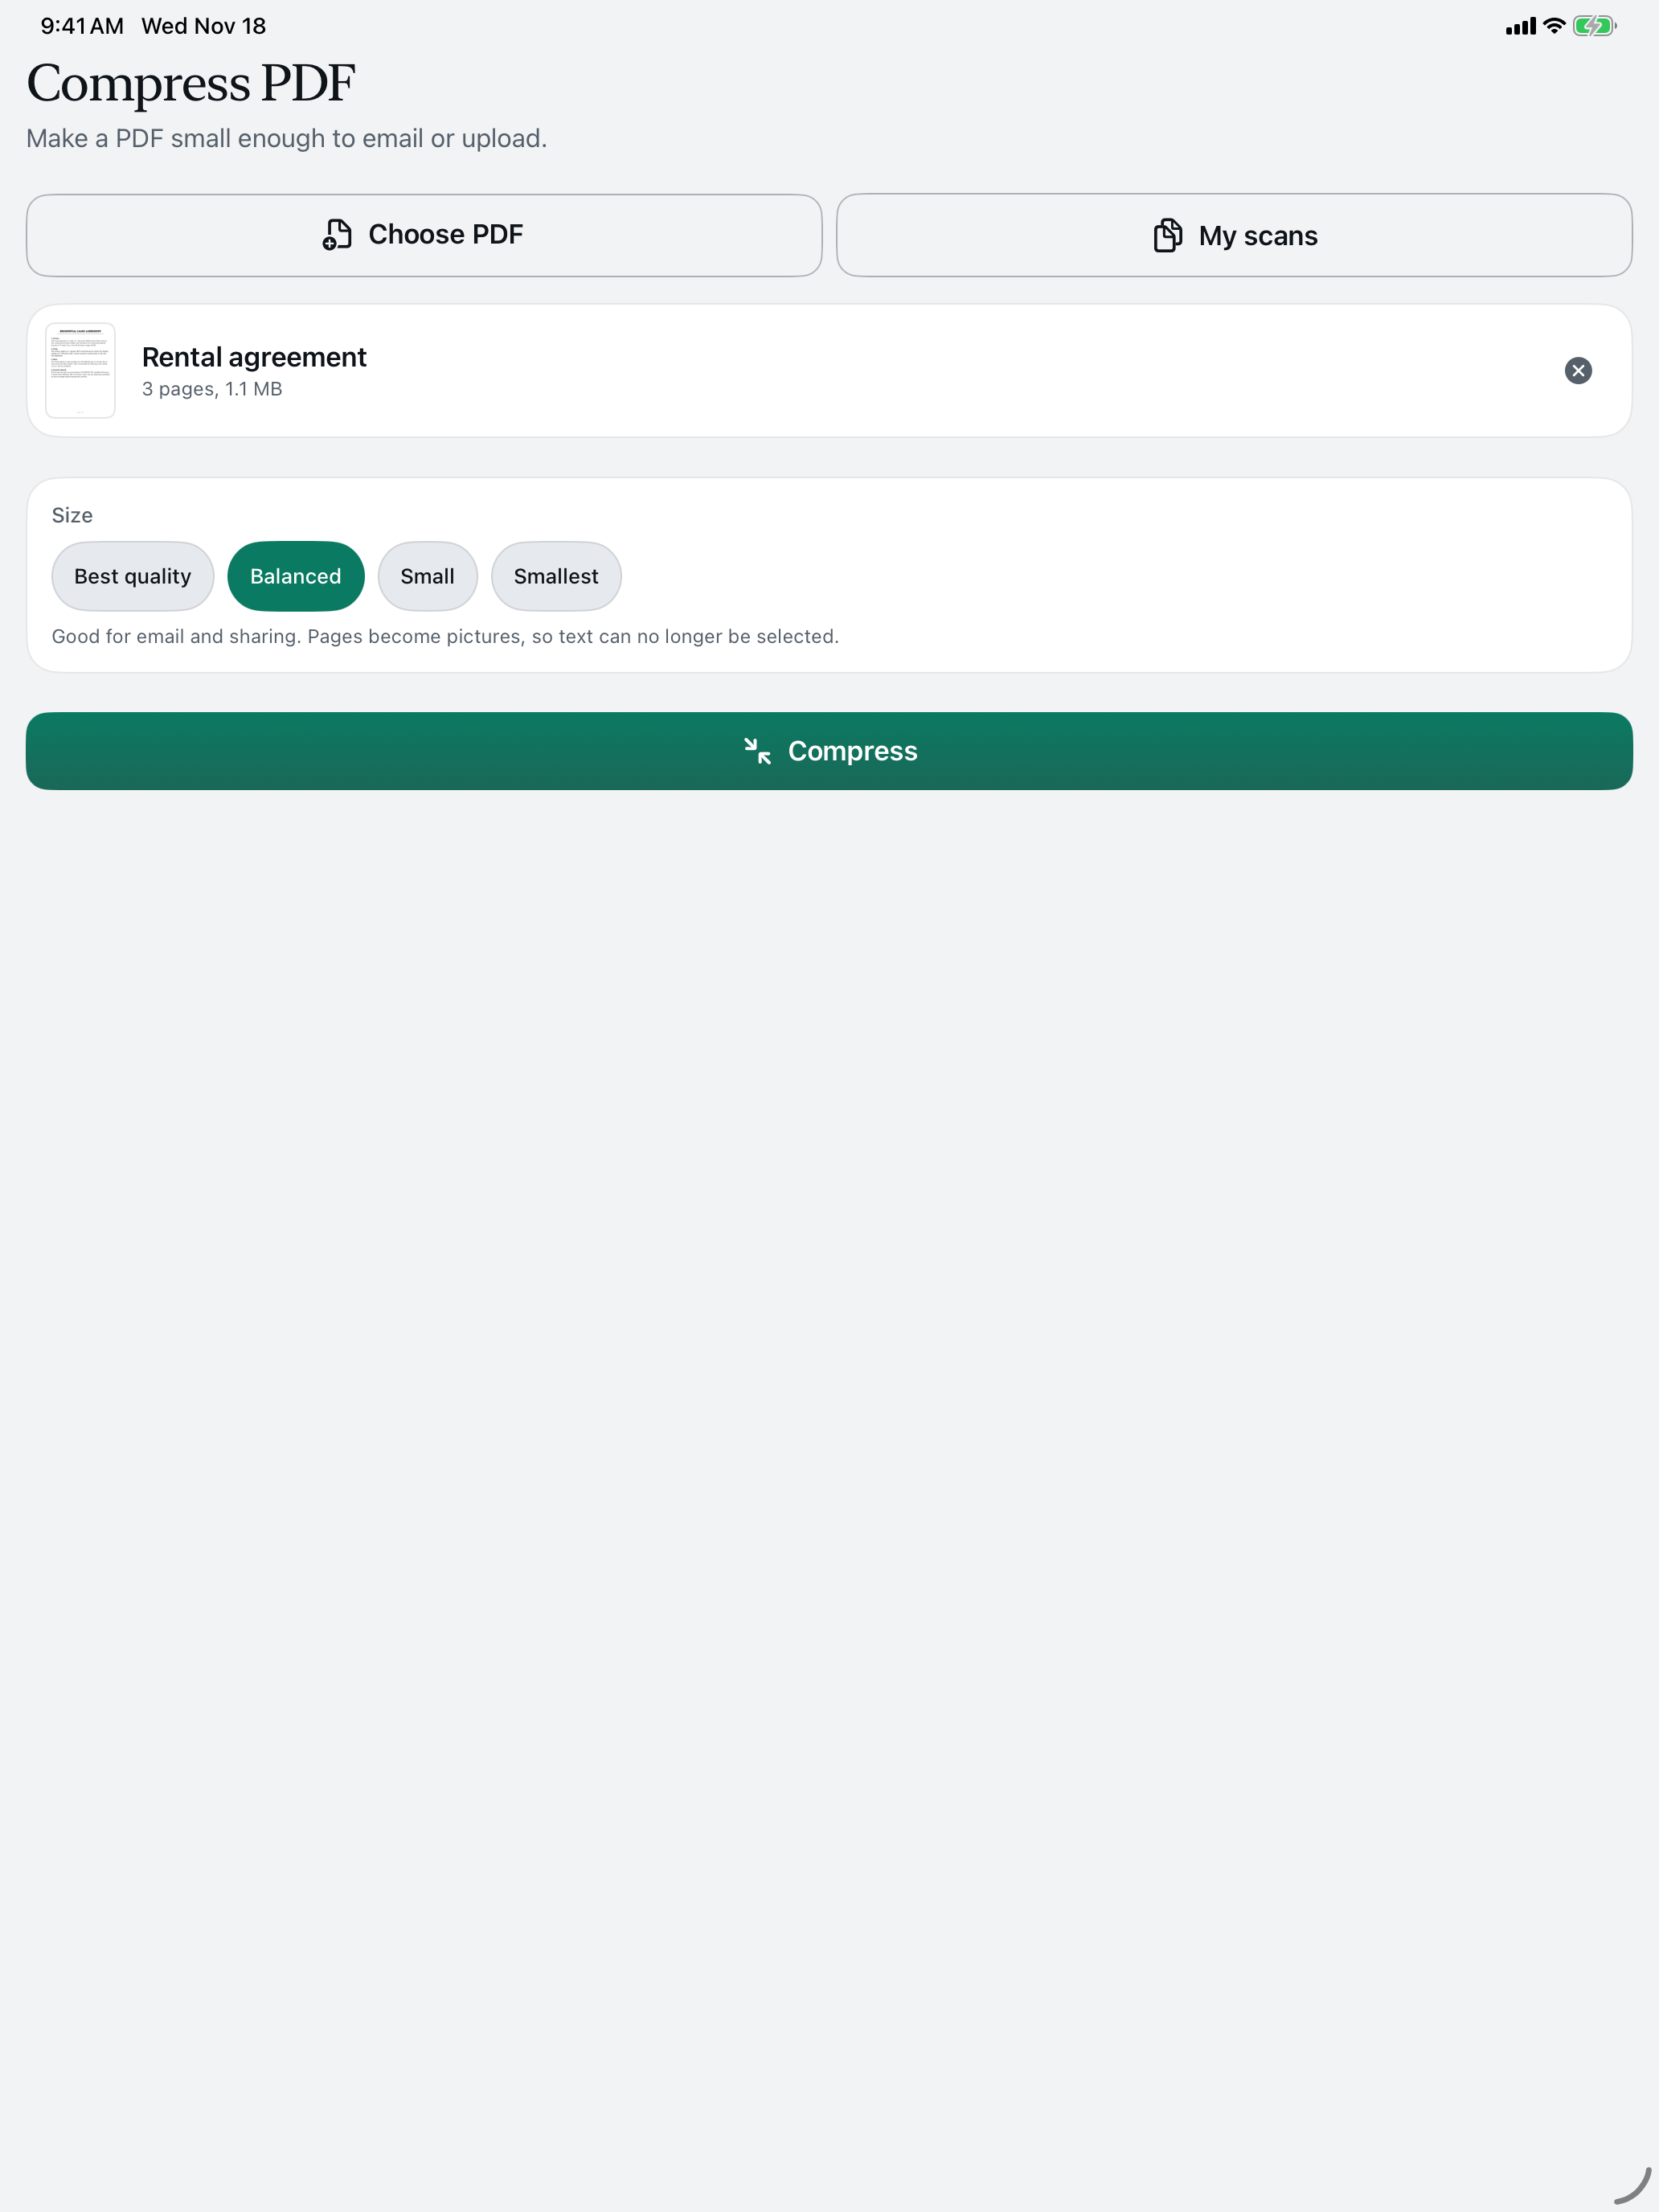 9:41 AM Wed Nov 18
Compress PDF
Make a PDF small enough to email or upload.
Choose PDF
My scans
Rental agreement
3 pages, 1.1 MB
Size
Best quality
Balanced
Small
Smallest
Good for email and sharing. Pages become pictures, so text can no longer be selected.
Compress